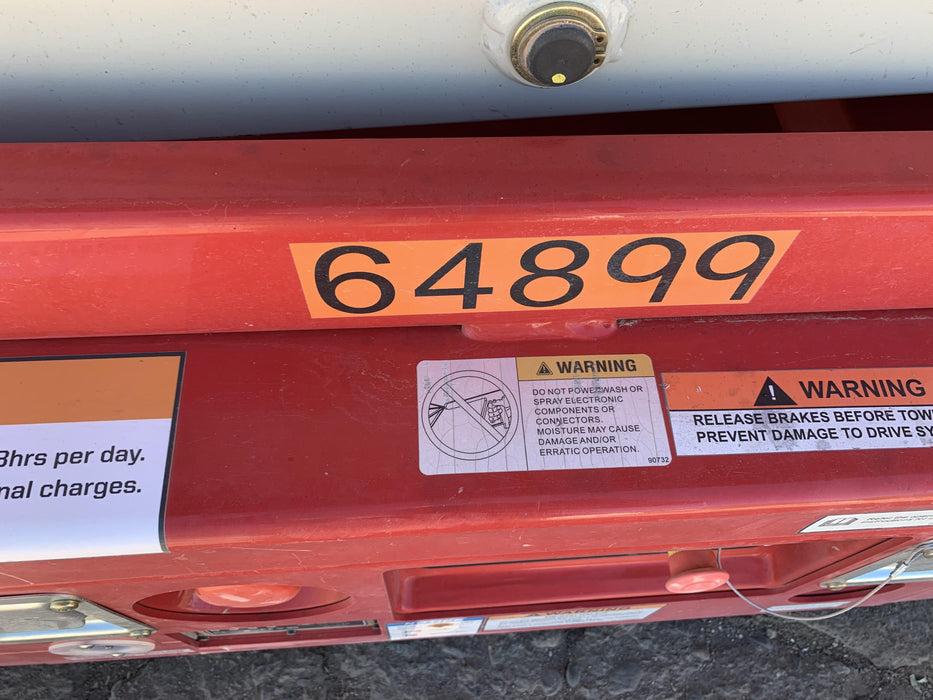 64899
WARNING
DO NOT POWER WASH OR
SPRAY ELECTRONIC
COMPONENTS OR
CONNECTORS.
MOISTURE MAY CAUSE
DAMAGE AND/OR
ERRATIC OPERATION.
90732
WARNING
RELEASE BRAKES BEFORE TOW
PREVENT DAMAGE TO DRIVE SY
8hrs per day.
nal charges.
WARNING